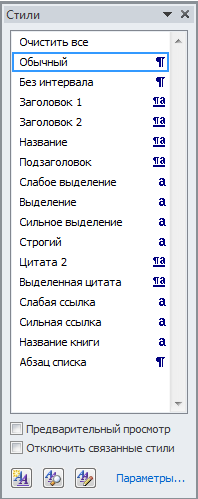 Стили
Очистить все
Обычный ¶
Без интервала ¶
Заголовок 1 ¶a
Заголовок 2 ¶a
Название ¶a
Подзаголовок ¶a
Слабое выделение a
Выделение a
Сильное выделение a
Строгий a
Цитата 2 ¶a
Выделенная цитата ¶a
Слабая ссылка a
Сильная ссылка a
Название книги a
Абзац списка ¶
Предварительный просмотр
Отключить связанные стили
Параметры...